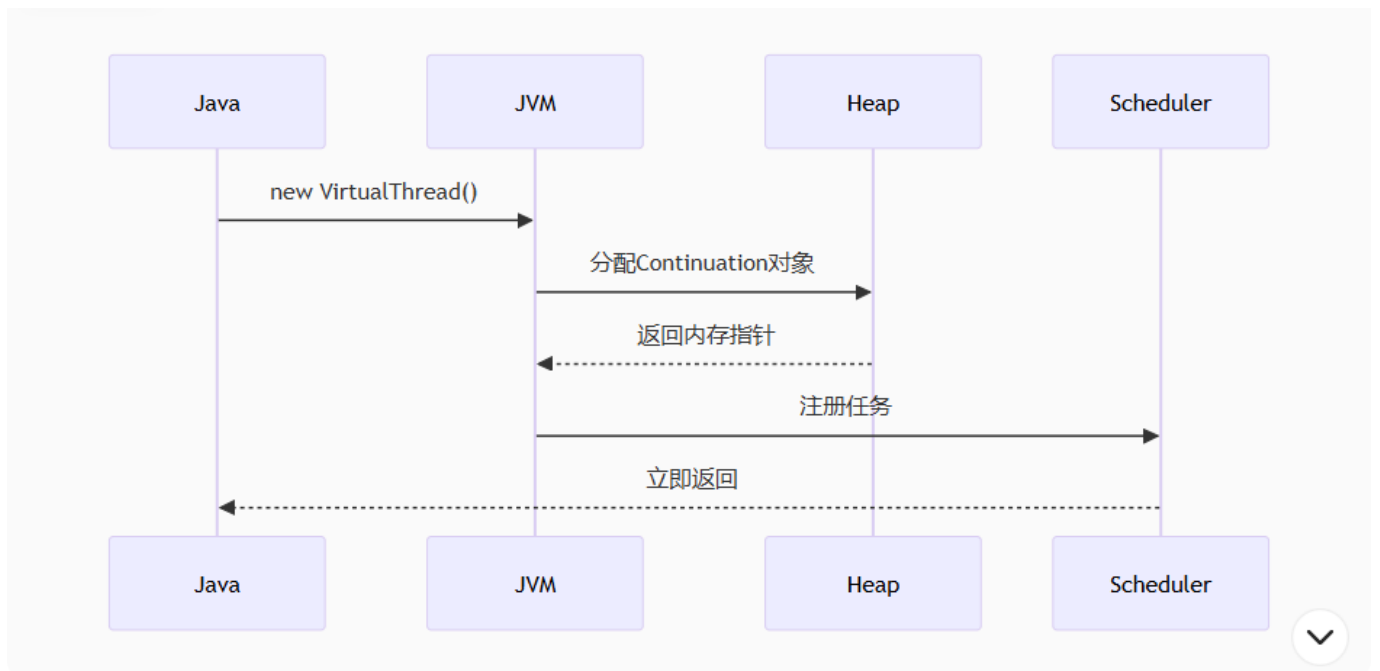 Java JVM Heap Scheduler
new VirtualThread()
分配Continuation对象
返回内存指针
注册任务
立即返回
Java JVM Heap Scheduler